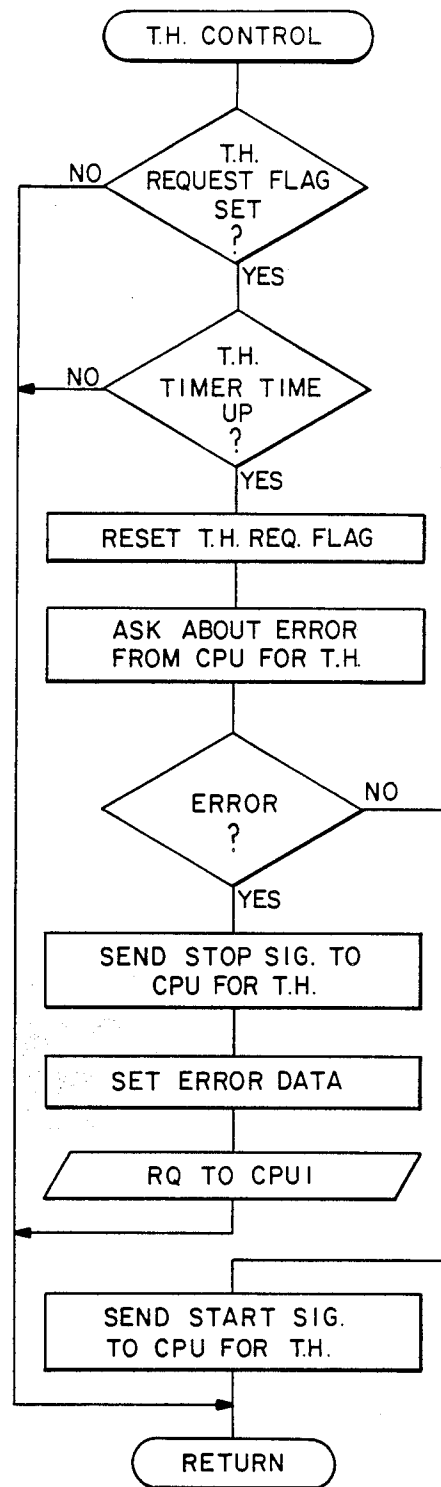 T.H. CONTROL
T.H.
REQUEST FLAG
SET
?
NO
YES
T.H.
TIMER TIME
UP
?
NO
YES
RESET T.H. REQ. FLAG
ASK ABOUT ERROR
FROM CPU FOR T.H.
ERROR
?
NO
YES
SEND STOP SIG. TO
CPU FOR T.H.
SET ERROR DATA
RQ TO CPU1
SEND START SIG.
TO CPU FOR T.H.
RETURN